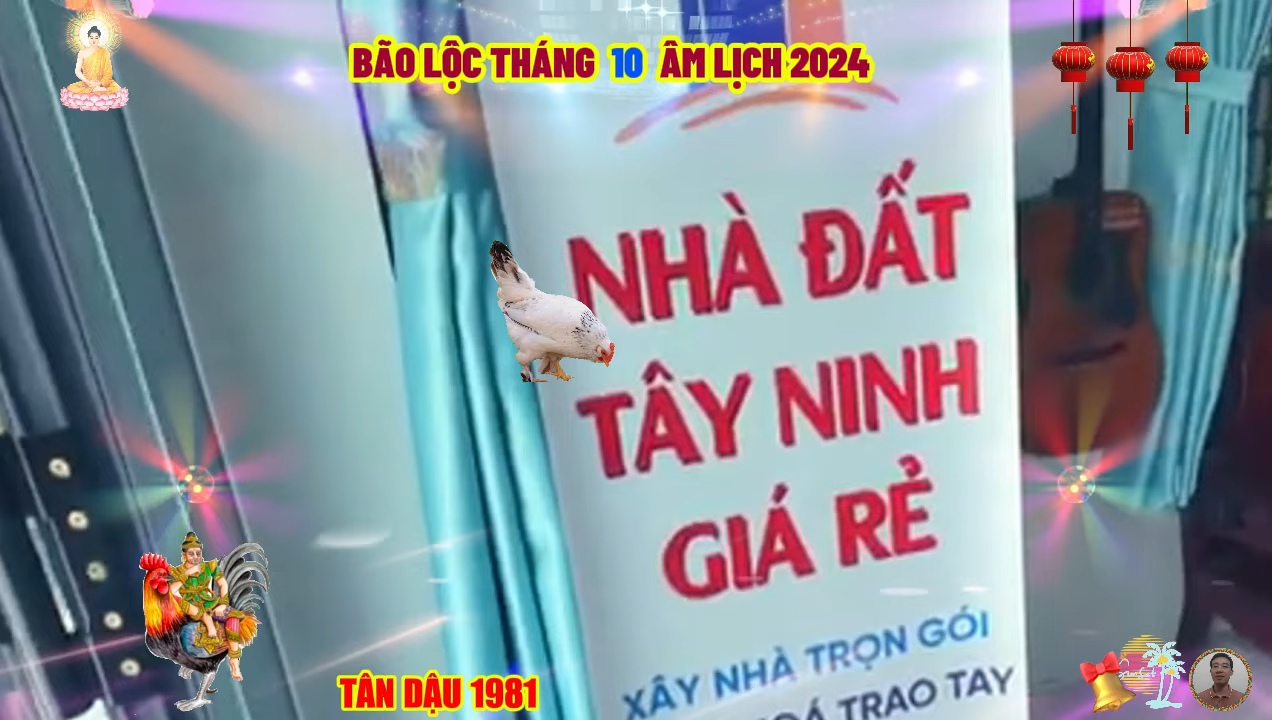 BÃO LỘC THÁNG 10 ÂM LỊCH 2024
NHÀ ĐẤT
TÂY NINH
GIÁ RẺ
XÂY NHÀ TRỌN GÓI
TRAO TAY
TÂN DẬU 1981